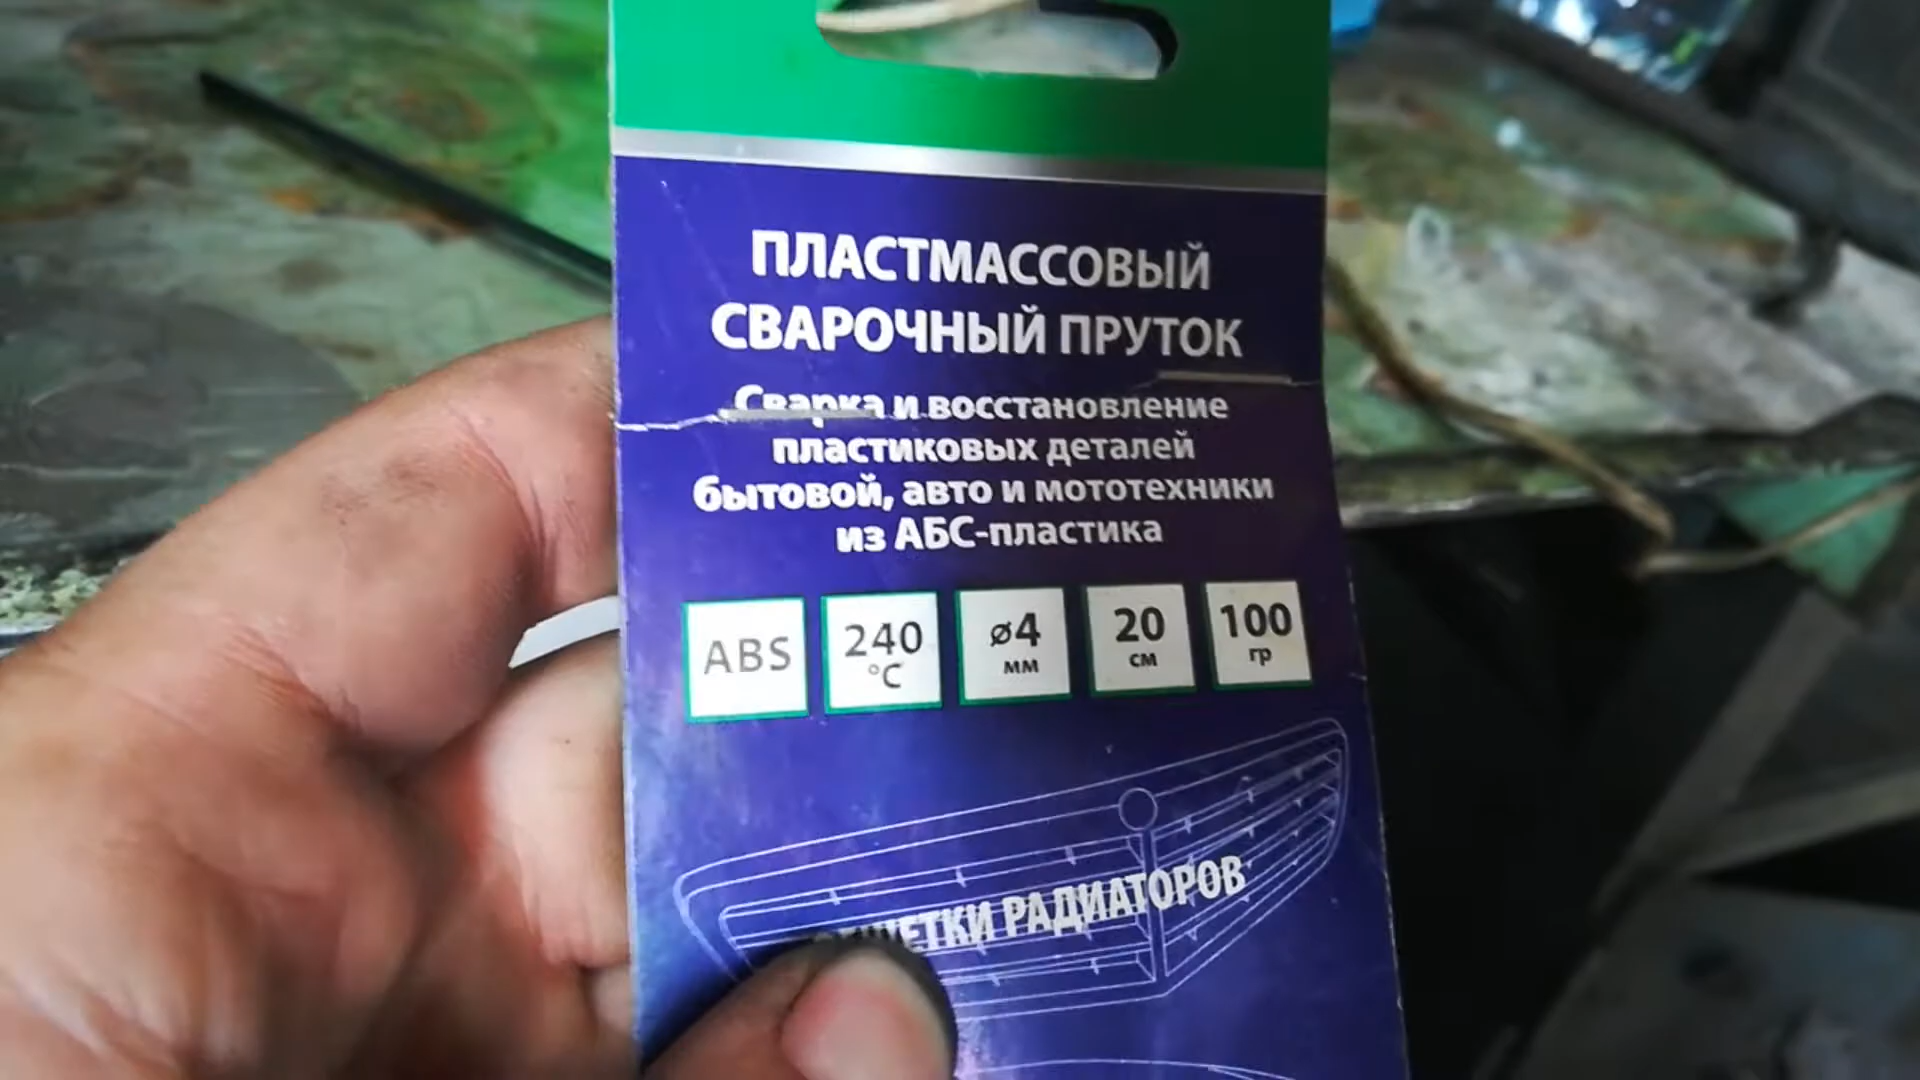 ПЛАСТМАССОВЫЙ
СВАРОЧНЫЙ ПРУТОК
Сварка и восстановление
пластиковых деталей
бытовой, авто и мототехники
из АБС-пластика
ABS
240
°C
⌀4
мм
20
см
100
гр
РАДИАТОРОВ